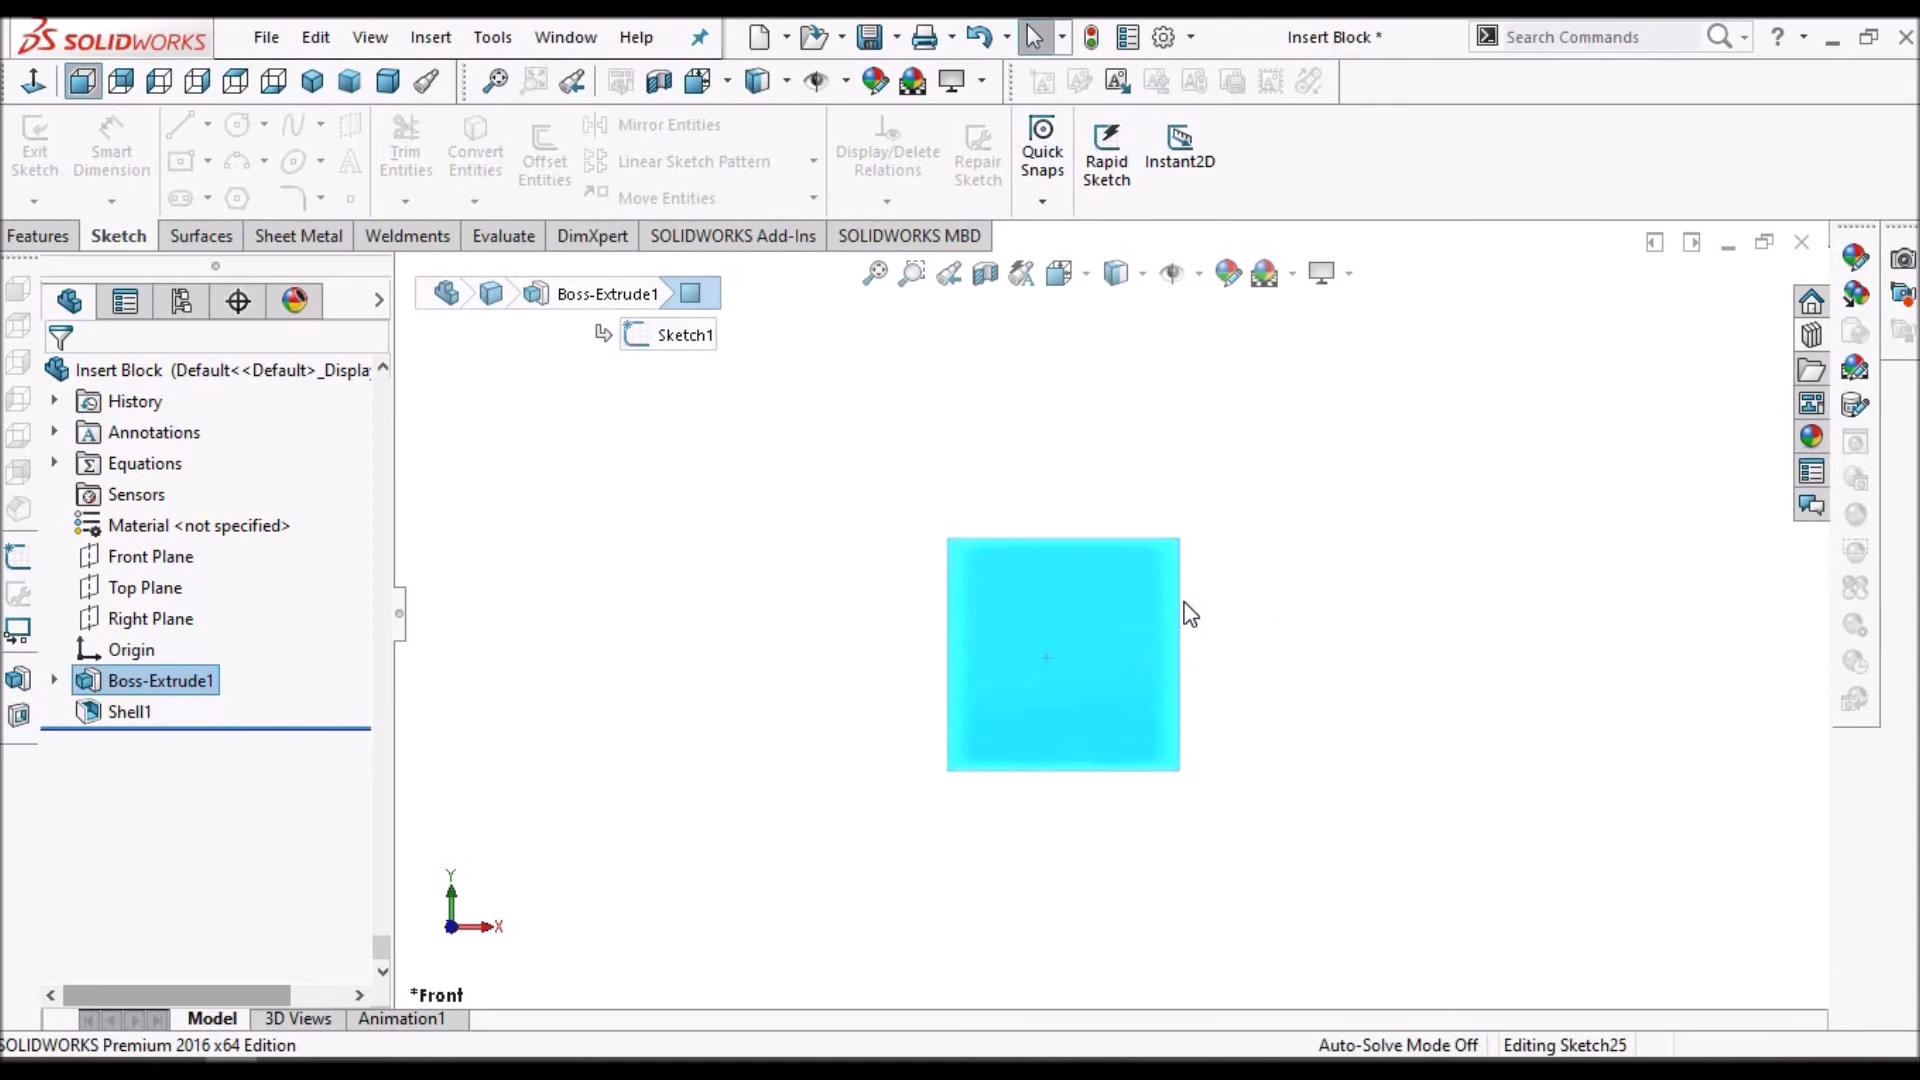 SOLIDWORKS File Edit View Insert Tools Window Help Insert Block * Search Commands ?
Exit Sketch
Smart Dimension
Trim Entities
Convert Entities
Offset Entities
Mirror Entities
Linear Sketch Pattern
Move Entities
Display/Delete Relations
Repair Sketch
Quick Snaps
Rapid Sketch
Instant2D
Features Sketch Surfaces Sheet Metal Weldments Evaluate DimXpert SOLIDWORKS Add-Ins SOLIDWORKS MBD
Boss-Extrude1
Sketch1
Insert Block (Default<<Default>_Displa
History
Annotations
Equations
Sensors
Material <not specified>
Front Plane
Top Plane
Right Plane
Origin
Boss-Extrude1
Shell1
Y
X
*Front
Model 3D Views Animation1
SOLIDWORKS Premium 2016 x64 Edition Auto-Solve Mode Off Editing Sketch25